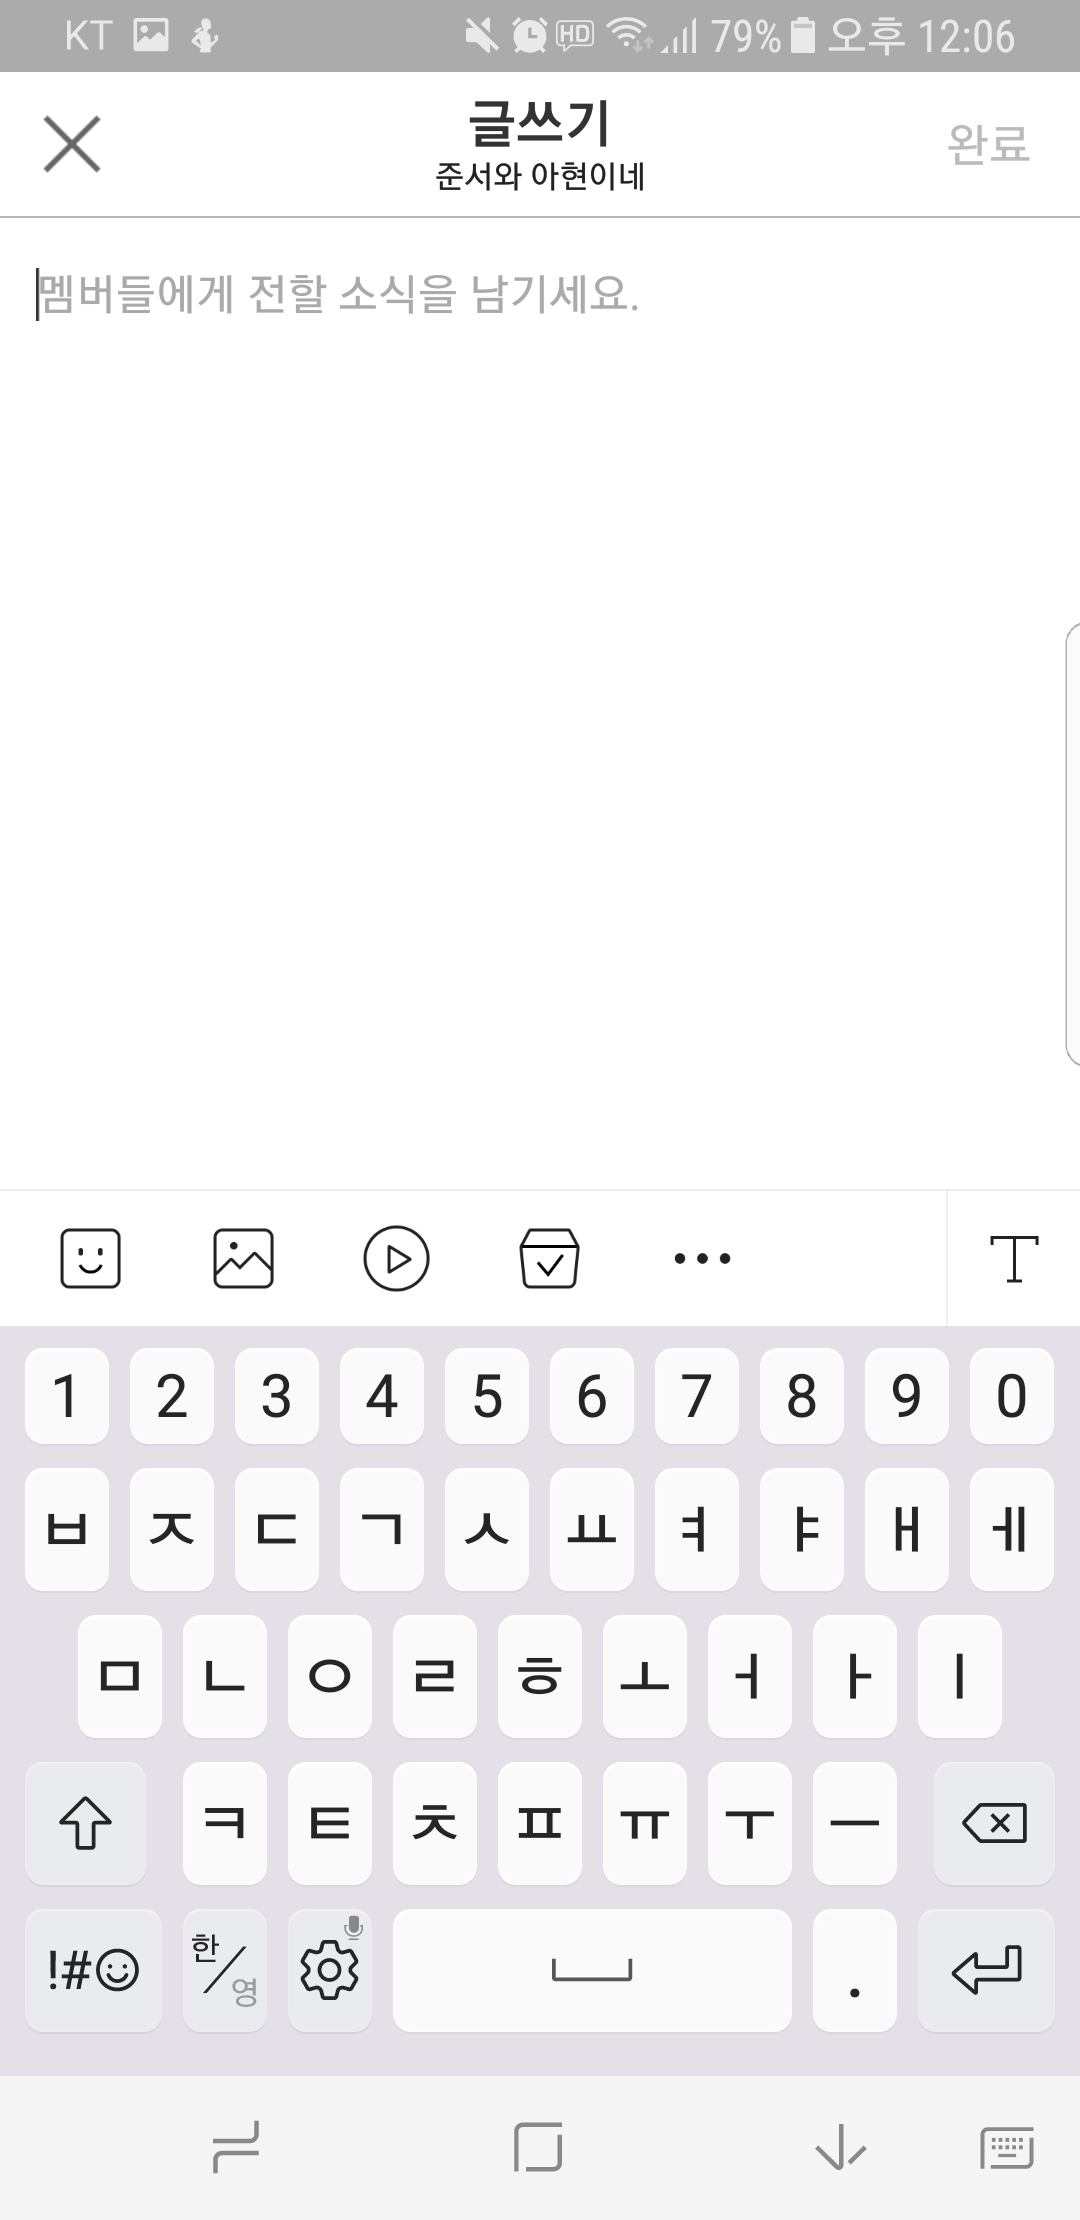 KT HD 79% 오후 12:06
글쓰기
준서와 아현이네
완료
멤버들에게 전할 소식을 남기세요.
T
1 2 3 4 5 6 7 8 9 0
ㅂ ㅈ ㄷ ㄱ ㅅ ㅛ ㅕ ㅑ ㅐ ㅔ
ㅁ ㄴ ㅇ ㄹ ㅎ ㅗ ㅓ ㅏ ㅣ
ㅋ ㅌ ㅊ ㅍ ㅠ ㅜ ㅡ
!#☺ 한/영 .